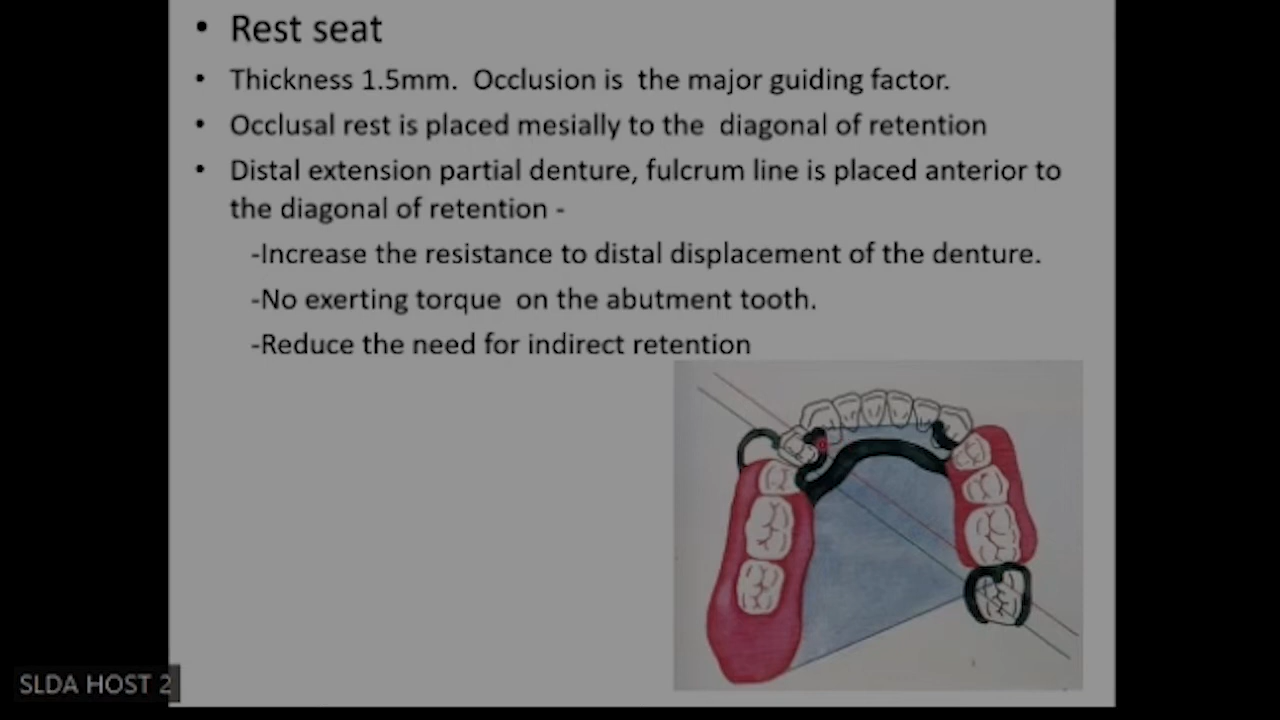 • Rest seat
• Thickness 1.5mm.  Occlusion is  the major guiding factor.
• Occlusal rest is placed mesially to the  diagonal of retention
• Distal extension partial denture, fulcrum line is placed anterior to
the diagonal of retention -
-Increase the resistance to distal displacement of the denture.
-No exerting torque  on the abutment tooth.
-Reduce the need for indirect retention
SLDA HOST 2